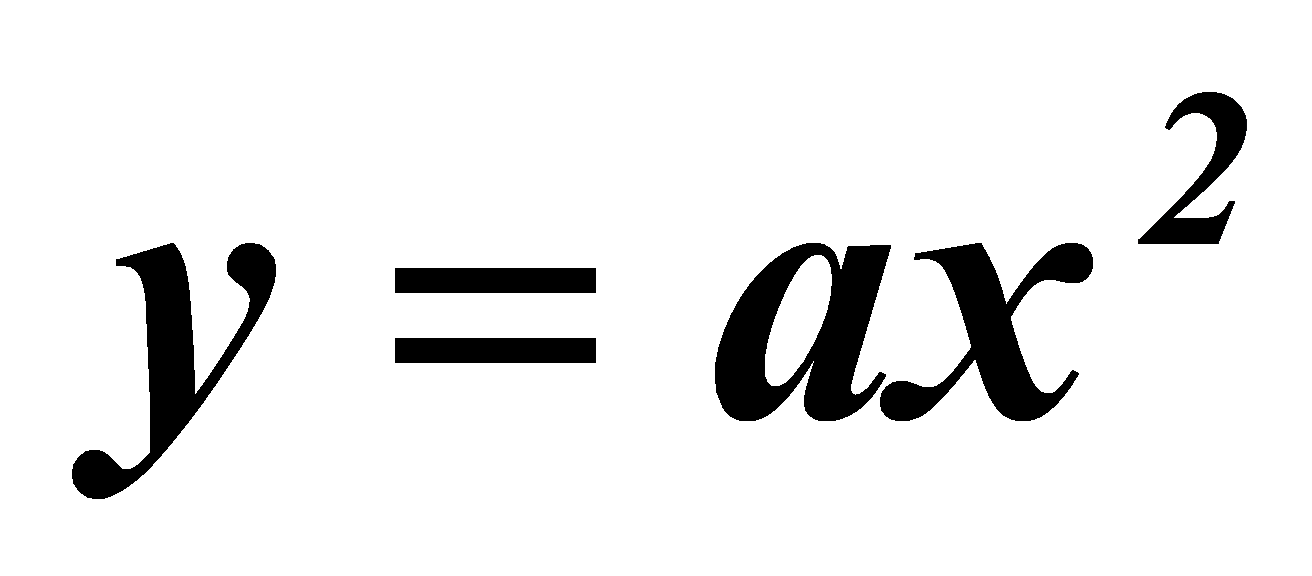 y = ax²